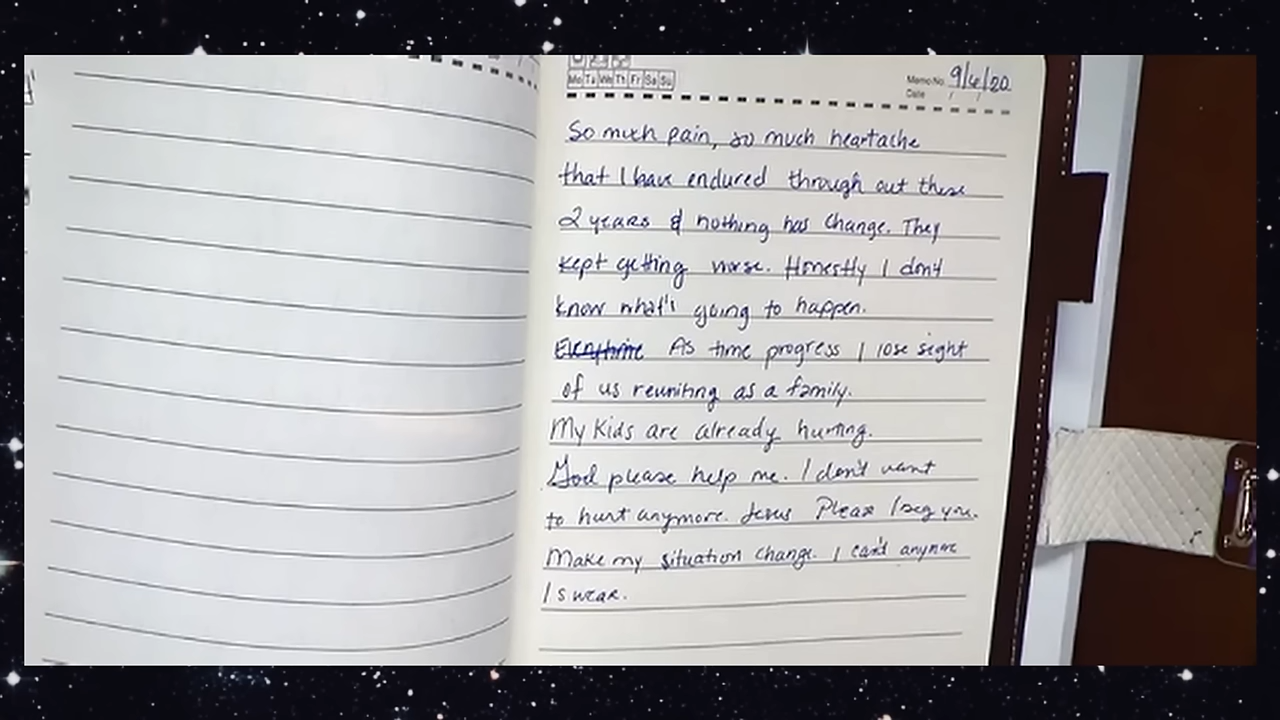 Mo Tu We Th Fr Sa Su
Memo No.
Date / /
9/4/20
So much pain, so much heartache
that I have endured through out these
2 years & nothing has change. They
kept getting worse. Honestly I don't
know what's going to happen.
Everytime As time progress I lose sight
of us reuniting as a family.
My Kids are already hurting.
God please help me. I don't want
to hurt anymore. Jesus Please I beg you.
Make my situation change. I can't anymore
I swear.